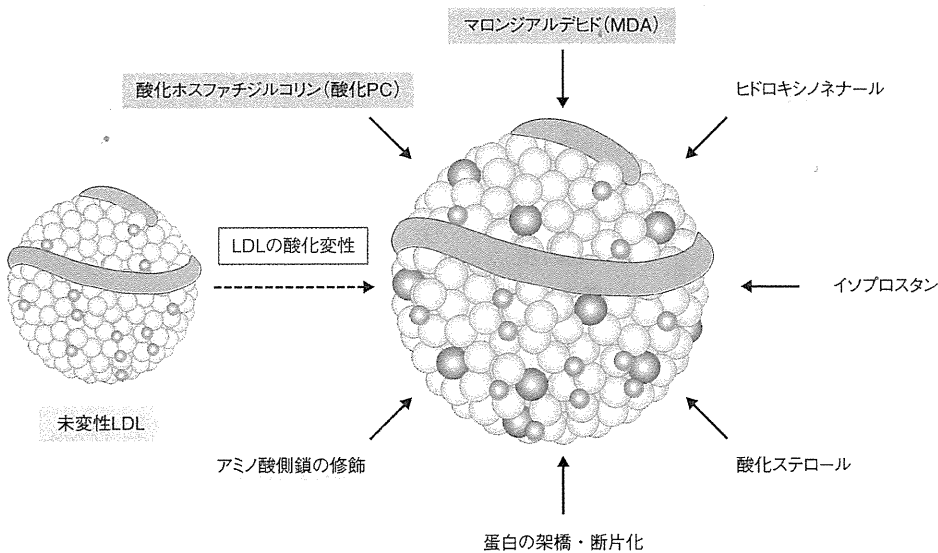 マロンジアルデヒド(MDA)
酸化ホスファチジルコリン(酸化PC)
ヒドロキシノネナール
LDLの酸化変性
イソプロスタン
未変性LDL
アミノ酸側鎖の修飾
酸化ステロール
蛋白の架橋・断片化